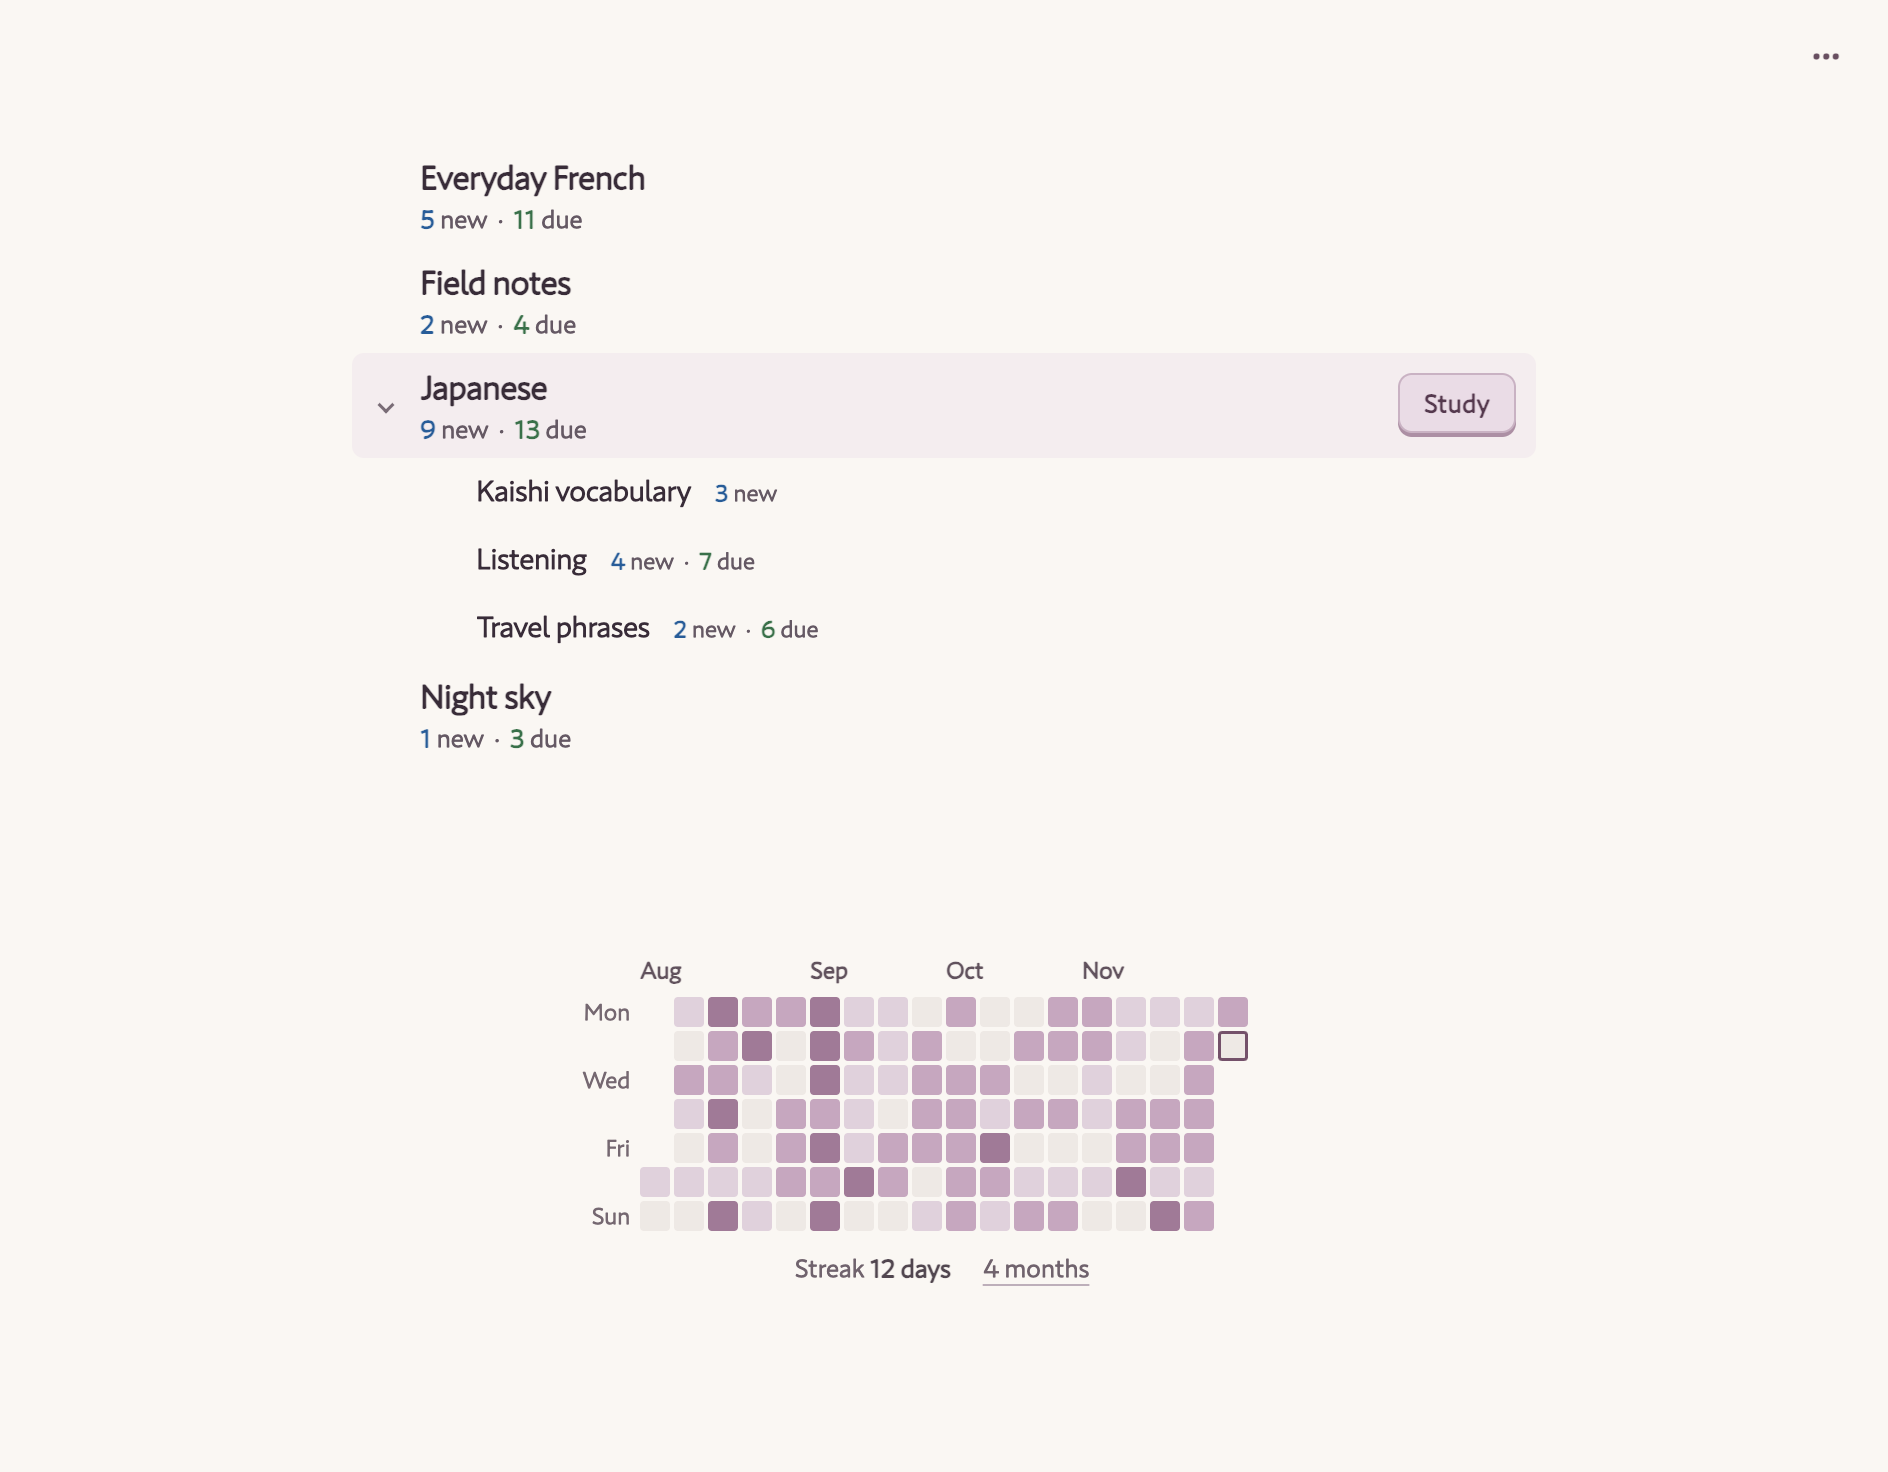 Everyday French
5 new · 11 due
Field notes
2 new · 4 due
Japanese
9 new · 13 due
Study
Kaishi vocabulary 3 new
Listening 4 new · 7 due
Travel phrases 2 new · 6 due
Night sky
1 new · 3 due
Aug Sep Oct Nov
Mon
Wed
Fri
Sun
Streak 12 days 4 months